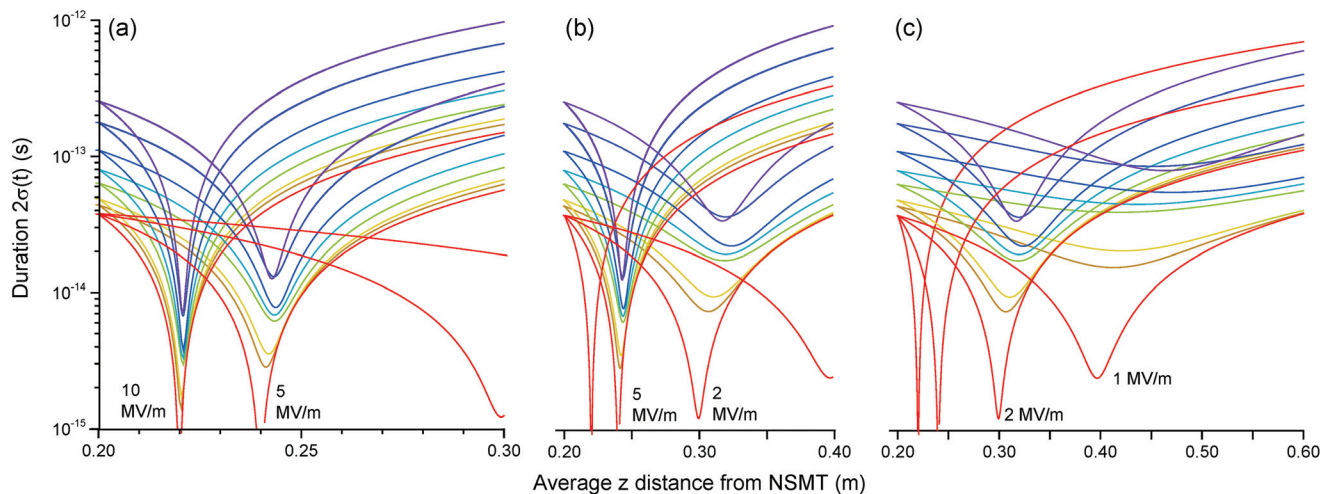 (a)
(b)
(c)
Duration 2σ(t) (s)
10⁻¹²
10⁻¹³
10⁻¹⁴
10⁻¹⁵
10
MV/m
5
MV/m
5
MV/m
2
MV/m
2 MV/m
1 MV/m
0.20 0.25 0.30
0.20 0.30 0.40
0.20 0.30 0.40 0.50 0.60
Average z distance from NSMT (m)